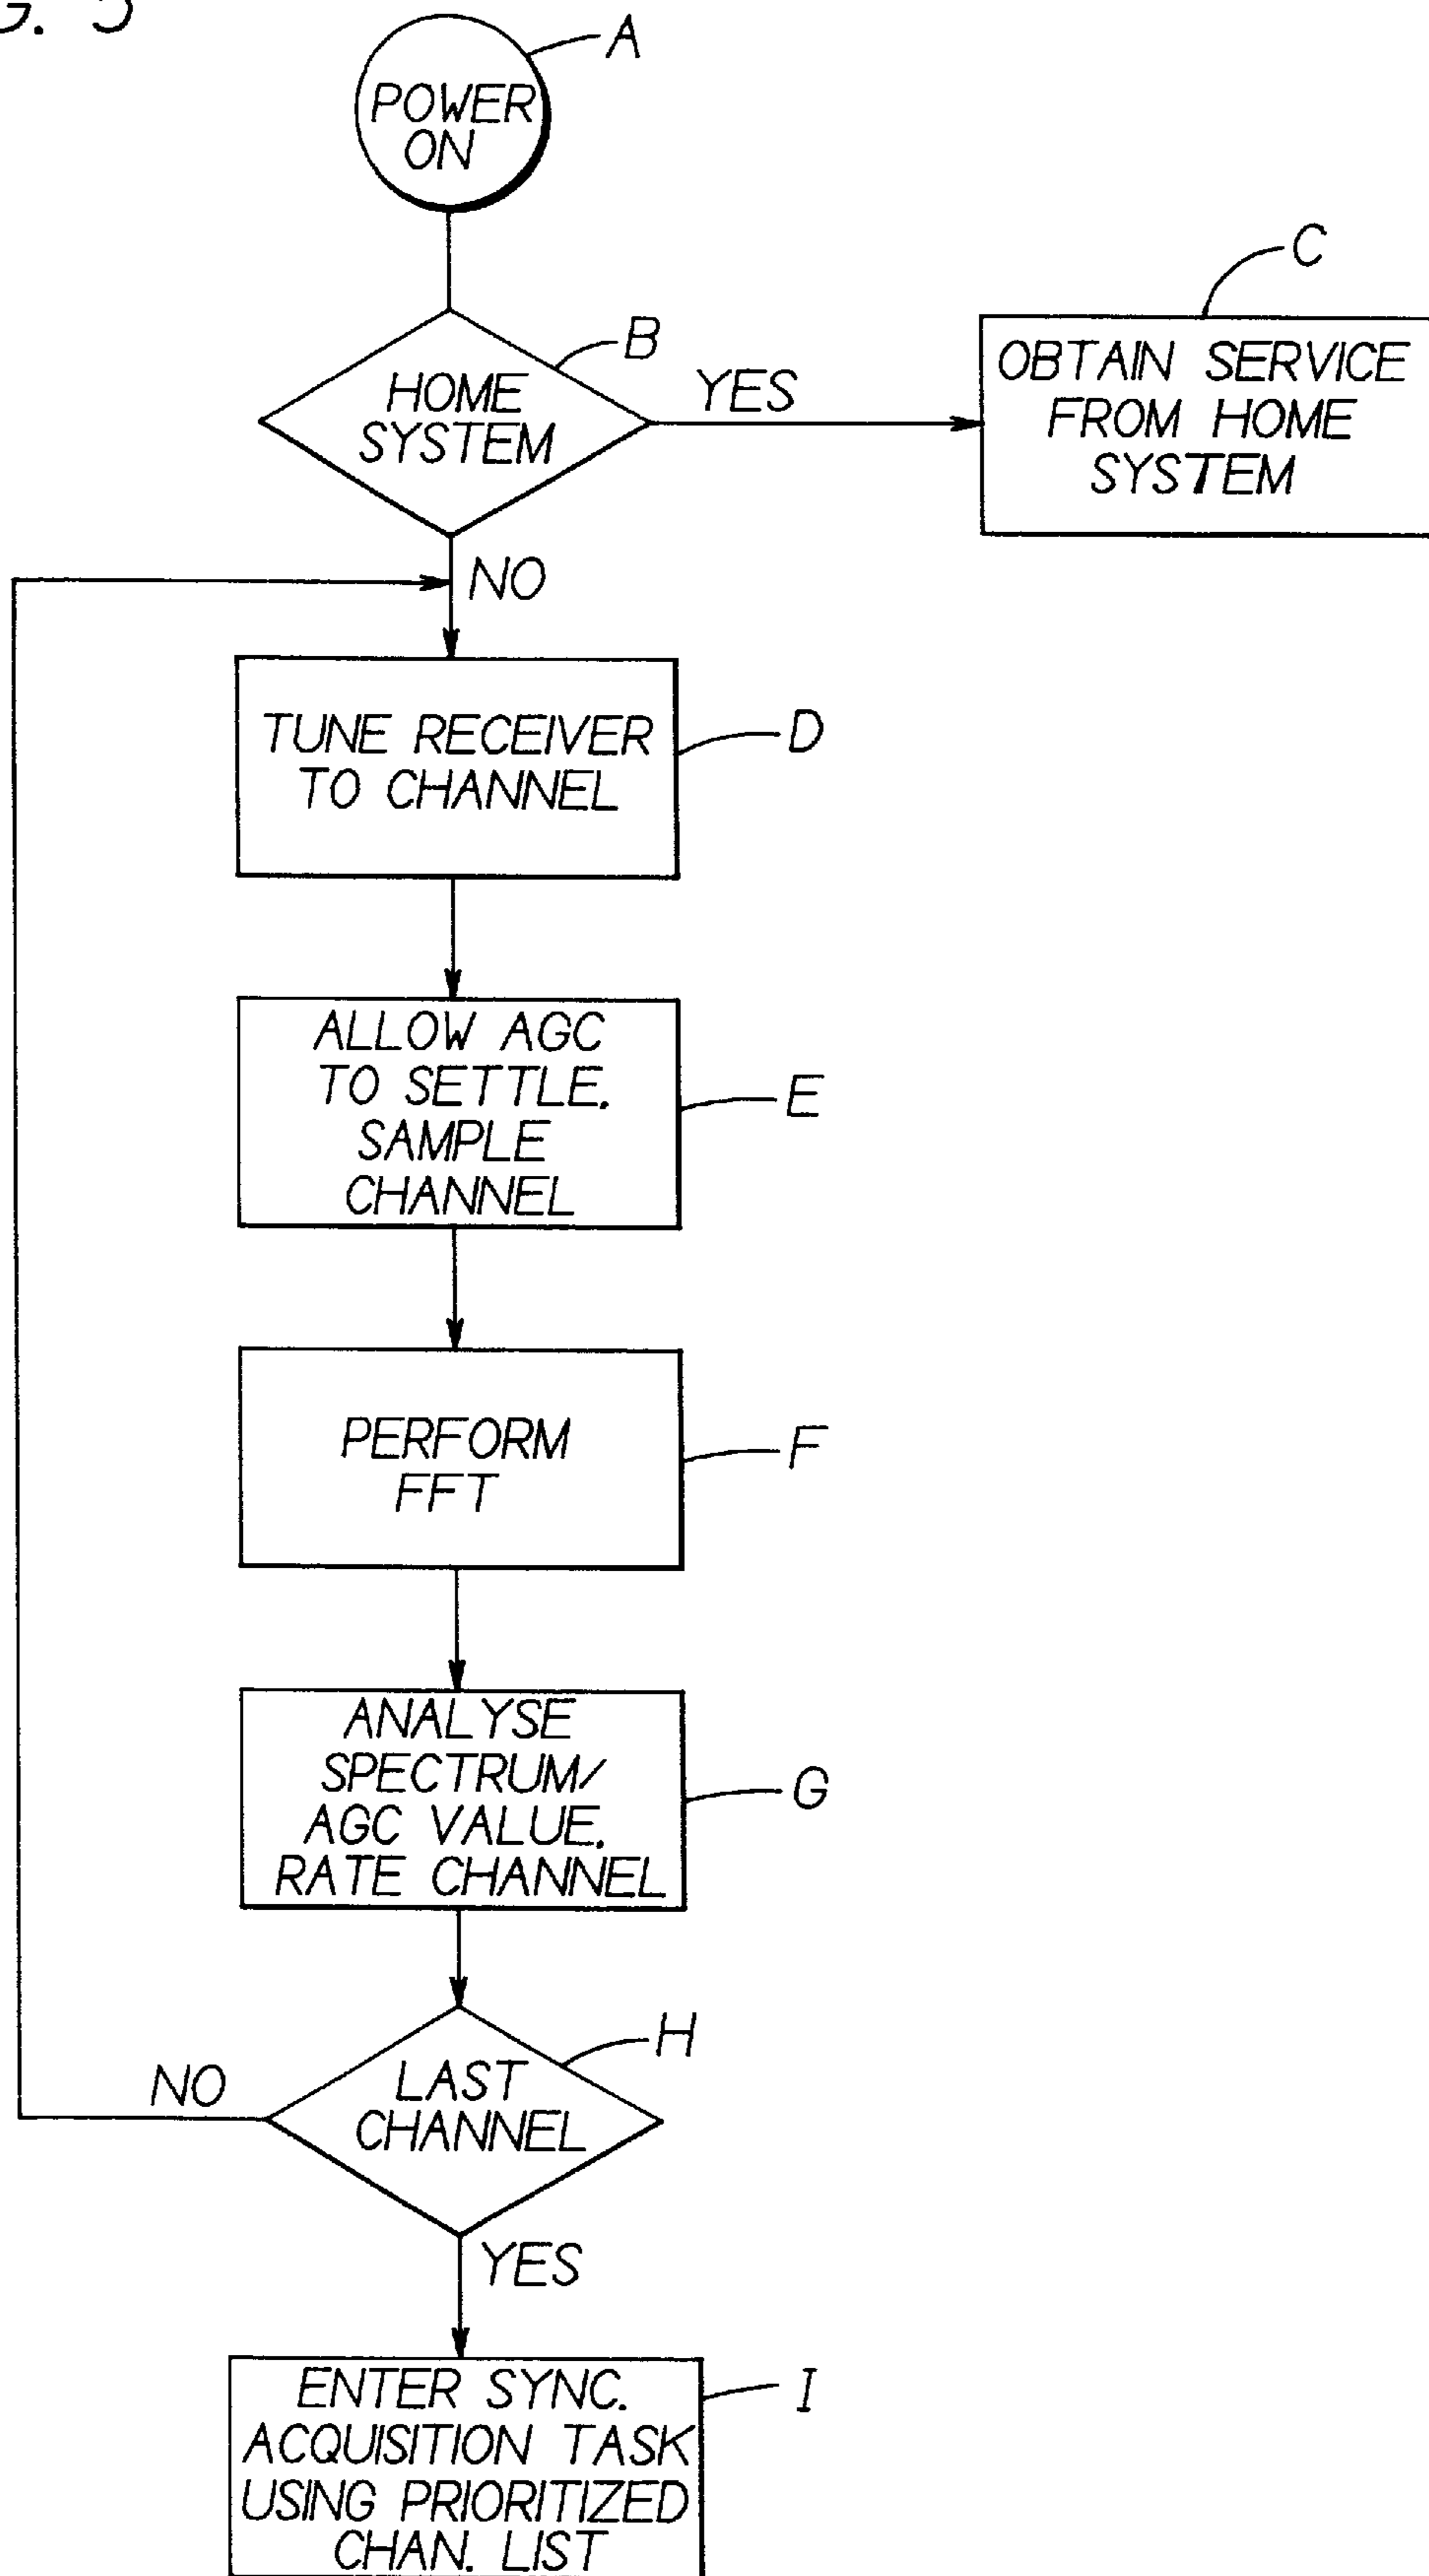 G. 5
A
POWER
ON
B
HOME
SYSTEM
YES
C
OBTAIN SERVICE
FROM HOME
SYSTEM
NO
TUNE RECEIVER
TO CHANNEL
D
ALLOW AGC
TO SETTLE.
SAMPLE
CHANNEL
E
PERFORM
FFT
F
ANALYSE
SPECTRUM/
AGC VALUE.
RATE CHANNEL
G
H
LAST
CHANNEL
NO
YES
ENTER SYNC.
ACQUISITION TASK
USING PRIORITIZED
CHAN. LIST
I